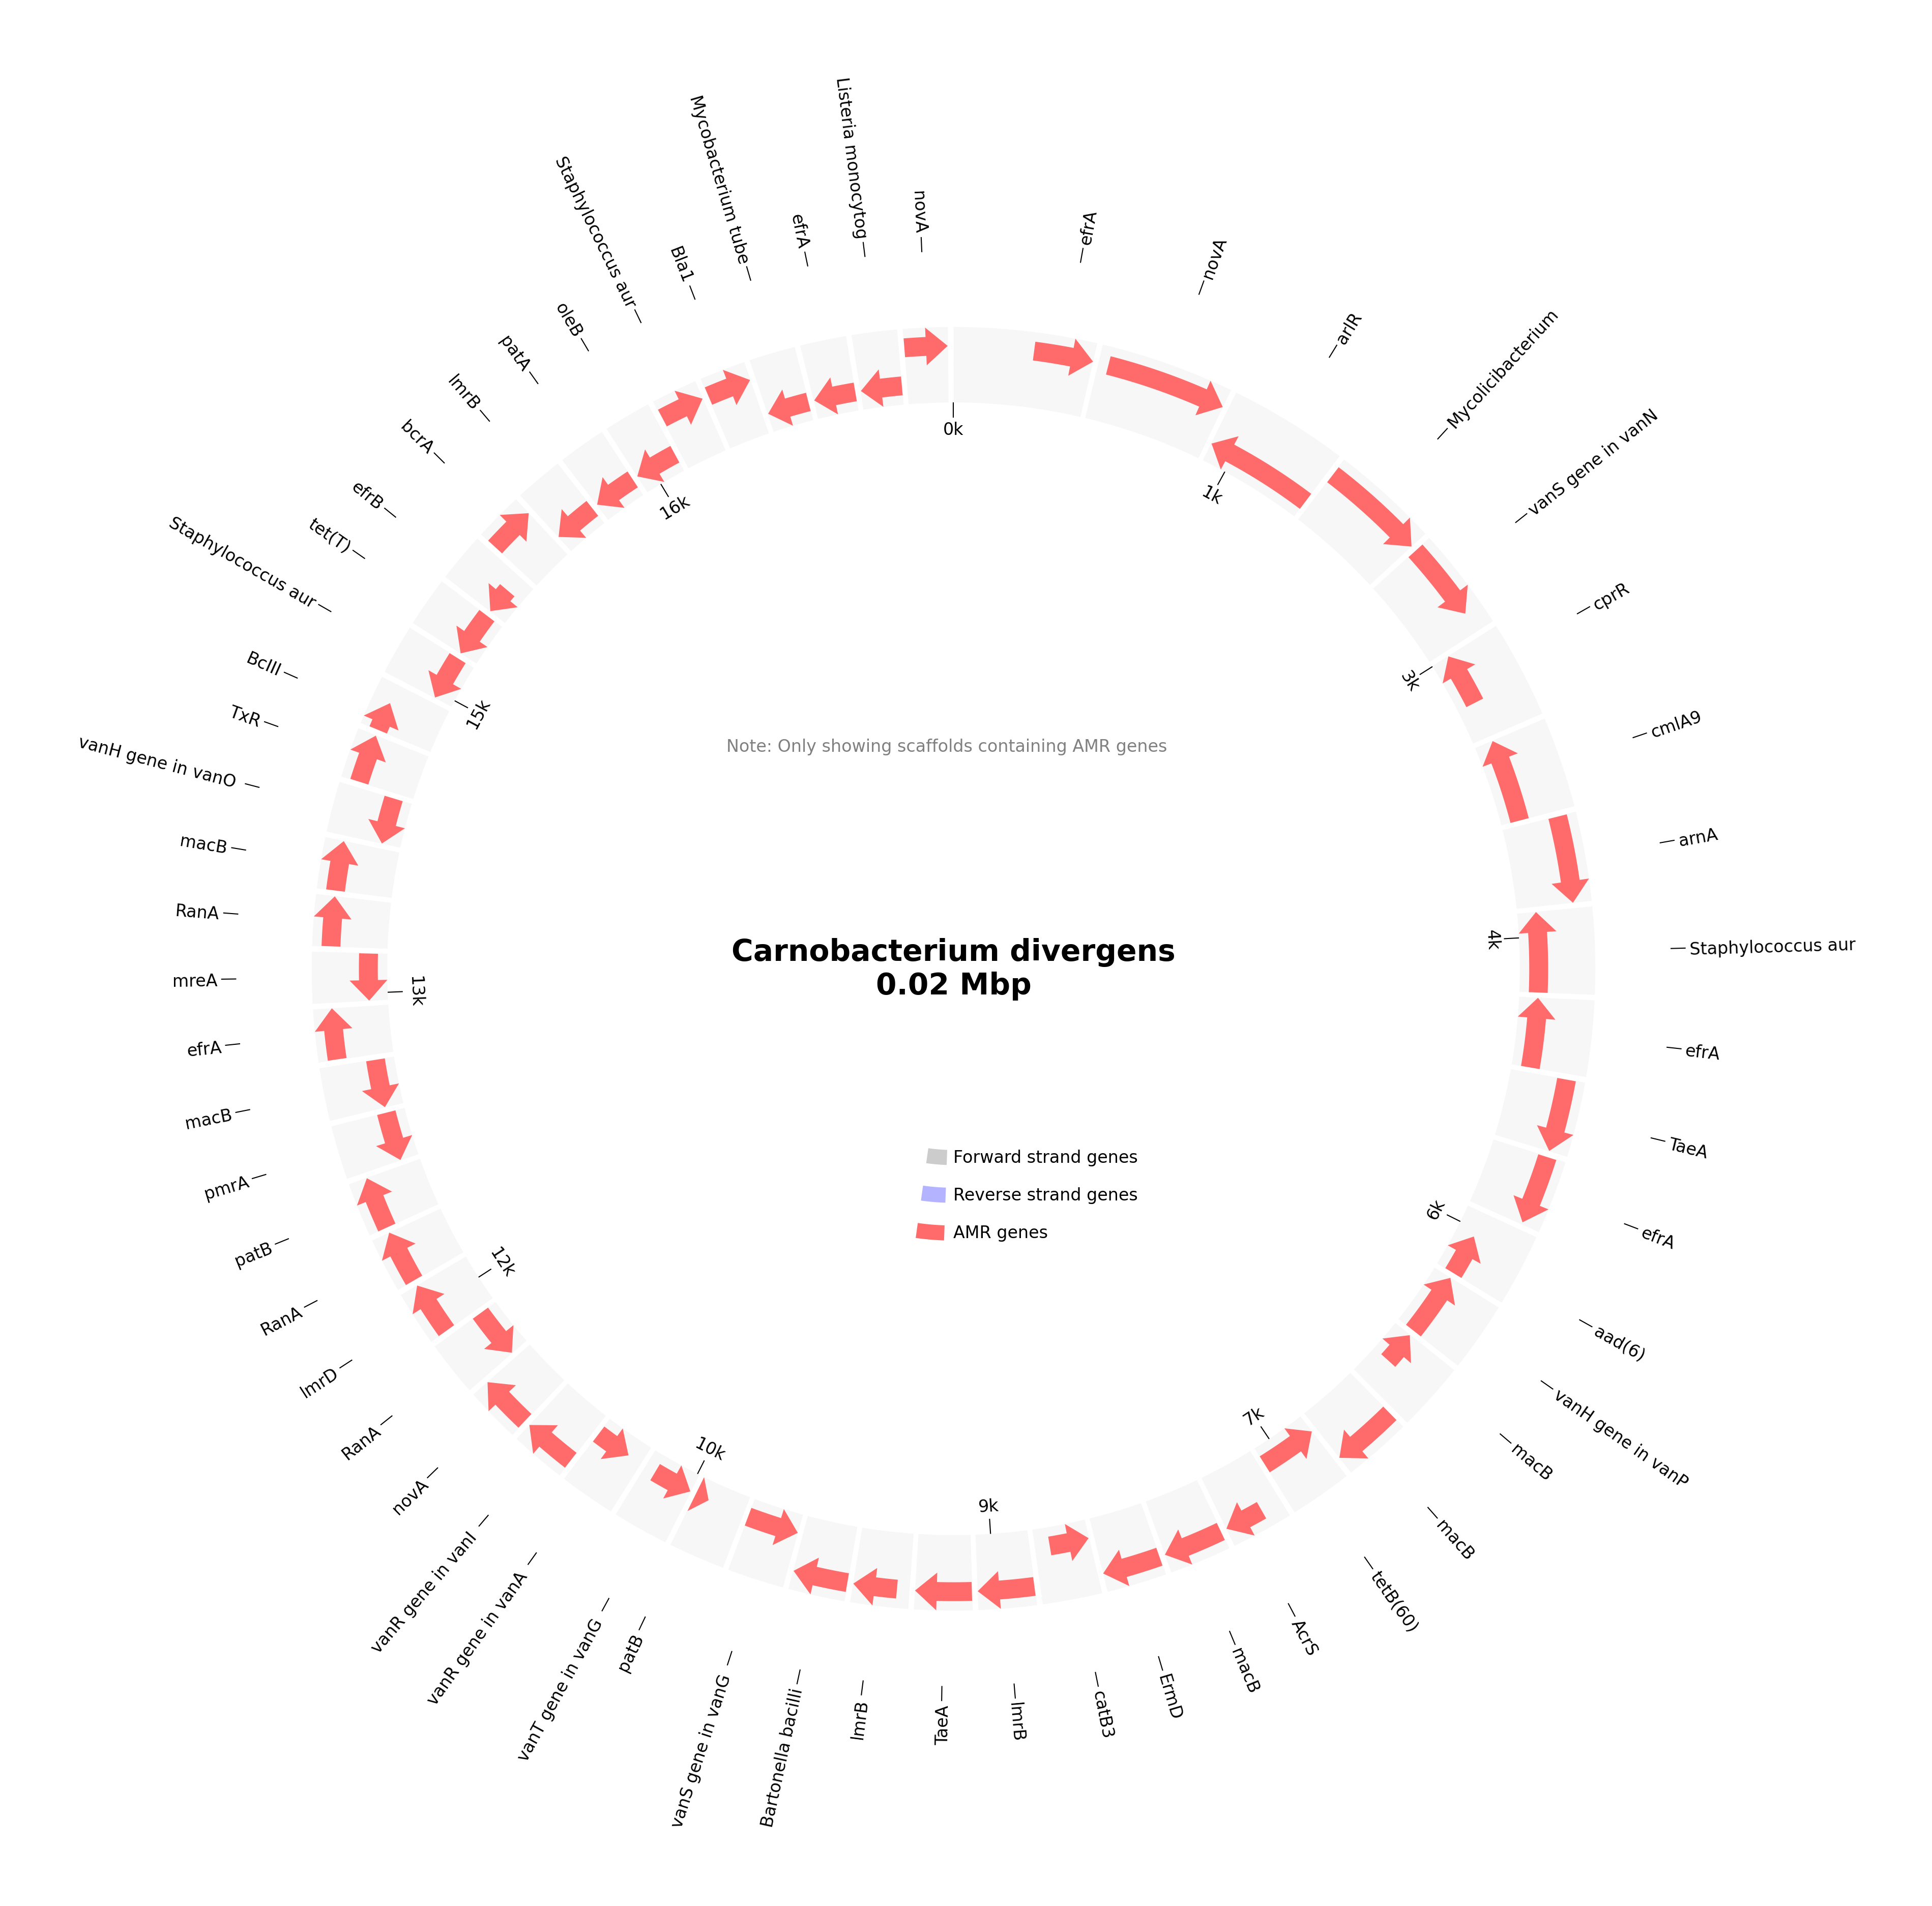 efrA
novA
arlR
Mycolicibacterium
vanS gene in vanN
cprR
cmlA9
arnA
Staphylococcus aur
efrA
TaeA
efrA
aad(6)
vanH gene in vanP
macB
macB
tetB(60)
AcrS
macB
ErmD
catB3
lmrB
TaeA
lmrB
Bartonella bacilli
vanS gene in vanG
patB
vanT gene in vanG
vanR gene in vanA
vanR gene in vanI
novA
RanA
lmrD
RanA
patB
pmrA
macB
efrA
mreA
RanA
macB
vanH gene in vanO
TxR
BcIII
Staphylococcus aur
tet(T)
efrB
bcrA
lmrB
patA
oleB
Staphylococcus aur
Bla1
Mycobacterium tube
efrA
Listeria monocytog
novA
0k
1k
3k
4k
6k
7k
9k
10k
12k
13k
15k
16k
Note: Only showing scaffolds containing AMR genes
Carnobacterium divergens
0.02 Mbp
Forward strand genes
Reverse strand genes
AMR genes